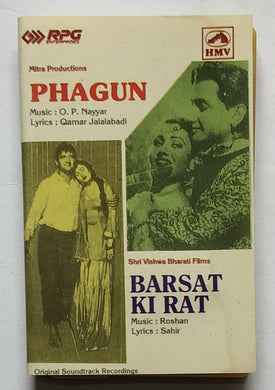 RPG
ENTERPRISES
HMV
Mitra Productions
PHAGUN
Music : O. P. Nayyar
Lyrics : Qamar Jalalabadi
Shri Vishwa Bharati Films
BARSAT
KI RAT
Music : Roshan
Lyrics : Sahir
Original Soundtrack Recordings